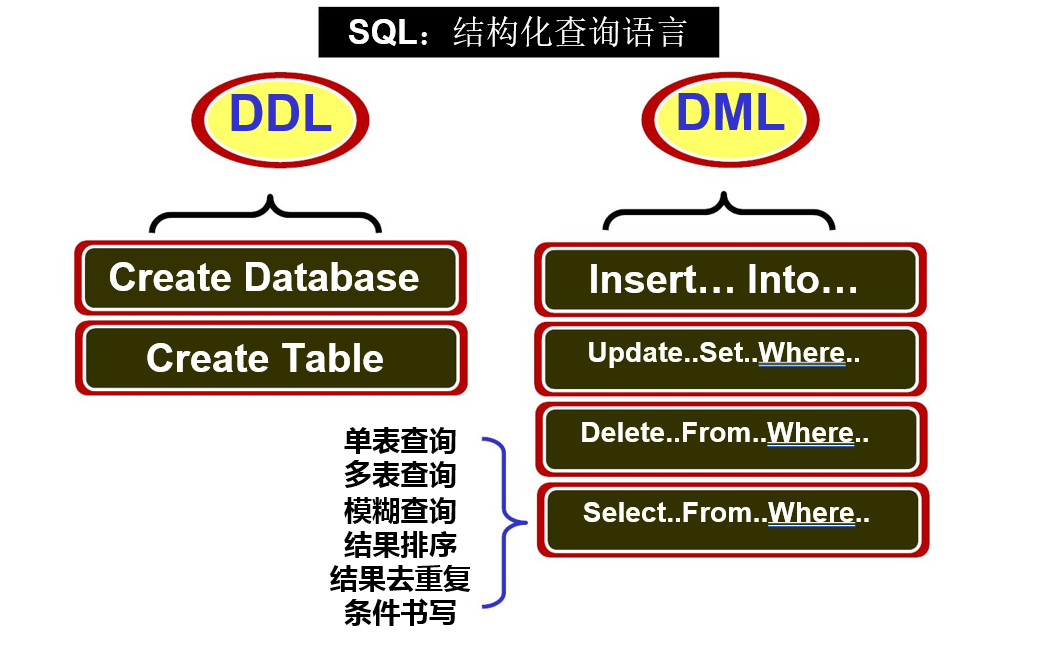 SQL：结构化查询语言
DDL
DML
Create Database
Create Table
Insert… Into…
Update..Set..Where..
Delete..From..Where..
Select..From..Where..
单表查询
多表查询
模糊查询
结果排序
结果去重复
条件书写